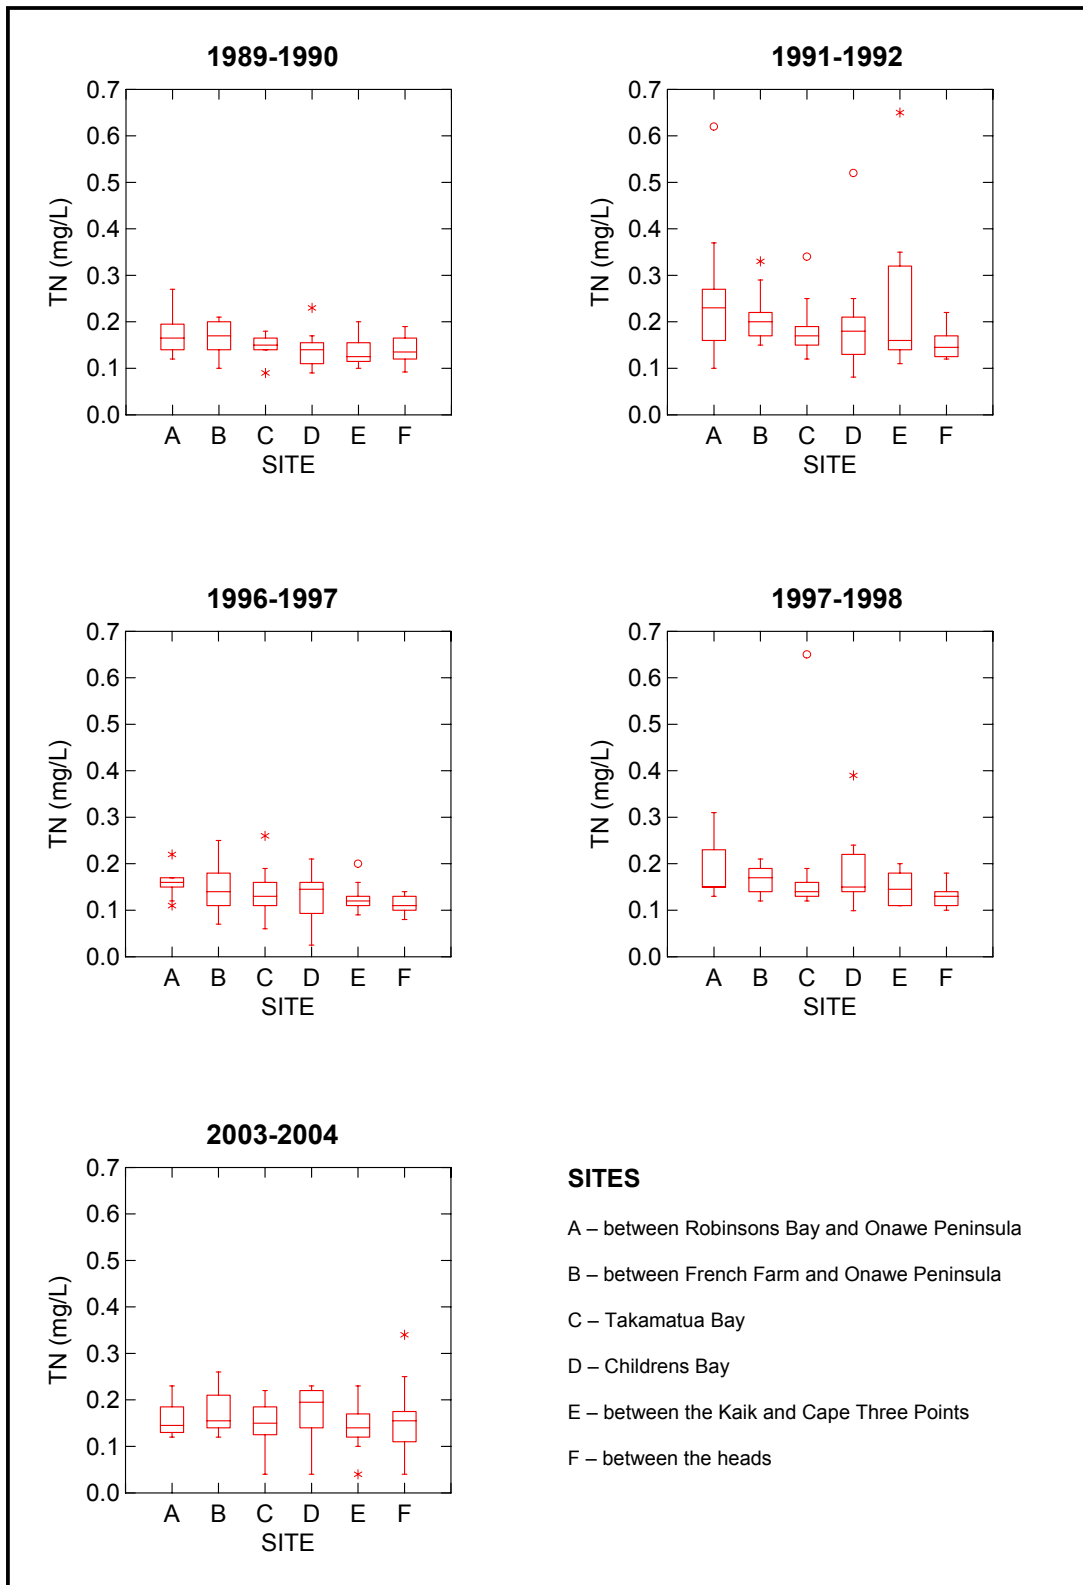 1989-1990
0.7
0.6
0.5
0.4
0.3
0.2
0.1
0.0
TN (mg/L)
A B C D E F
SITE
1991-1992
0.7
0.6
0.5
0.4
0.3
0.2
0.1
0.0
TN (mg/L)
A B C D E F
SITE
1996-1997
0.7
0.6
0.5
0.4
0.3
0.2
0.1
0.0
TN (mg/L)
A B C D E F
SITE
1997-1998
0.7
0.6
0.5
0.4
0.3
0.2
0.1
0.0
TN (mg/L)
A B C D E F
SITE
2003-2004
0.7
0.6
0.5
0.4
0.3
0.2
0.1
0.0
TN (mg/L)
A B C D E F
SITE
SITES
A – between Robinsons Bay and Onawe Peninsula
B – between French Farm and Onawe Peninsula
C – Takamatua Bay
D – Childrens Bay
E – between the Kaik and Cape Three Points
F – between the heads